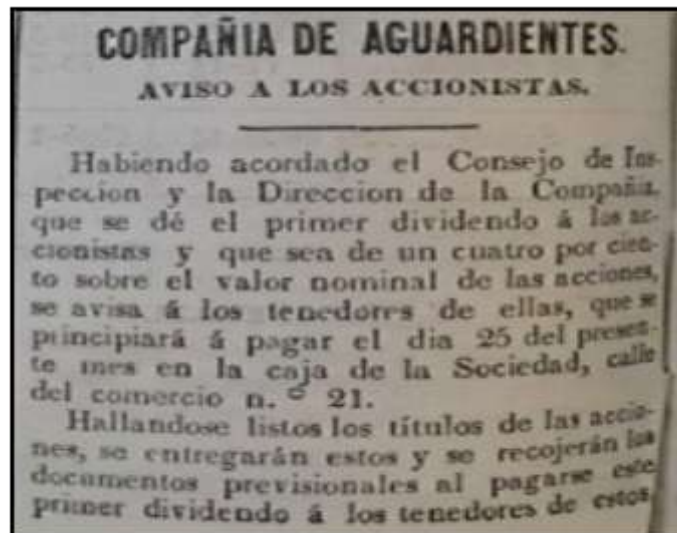 COMPAÑIA DE AGUARDIENTES.
AVISO A LOS ACCIONISTAS.
Habiendo acordado el Consejo de Ins-
peccion y la Direccion de la Compañia,
que se dé el primer dividendo á los ac-
cionistas y que sea de un cuatro por cien-
to sobre el valor nominal de las acciones,
se avisa á los tenedores de ellas, que se
principiará á pagar el dia 25 del presen-
te mes en la caja de la Sociedad, calle
del comercio n. º 21.
Hallandose listos los títulos de las accio-
nes, se entregarán estos y se recojerán los
documentos previsionales al pagarse este
primer dividendo á los tenedores de estos.